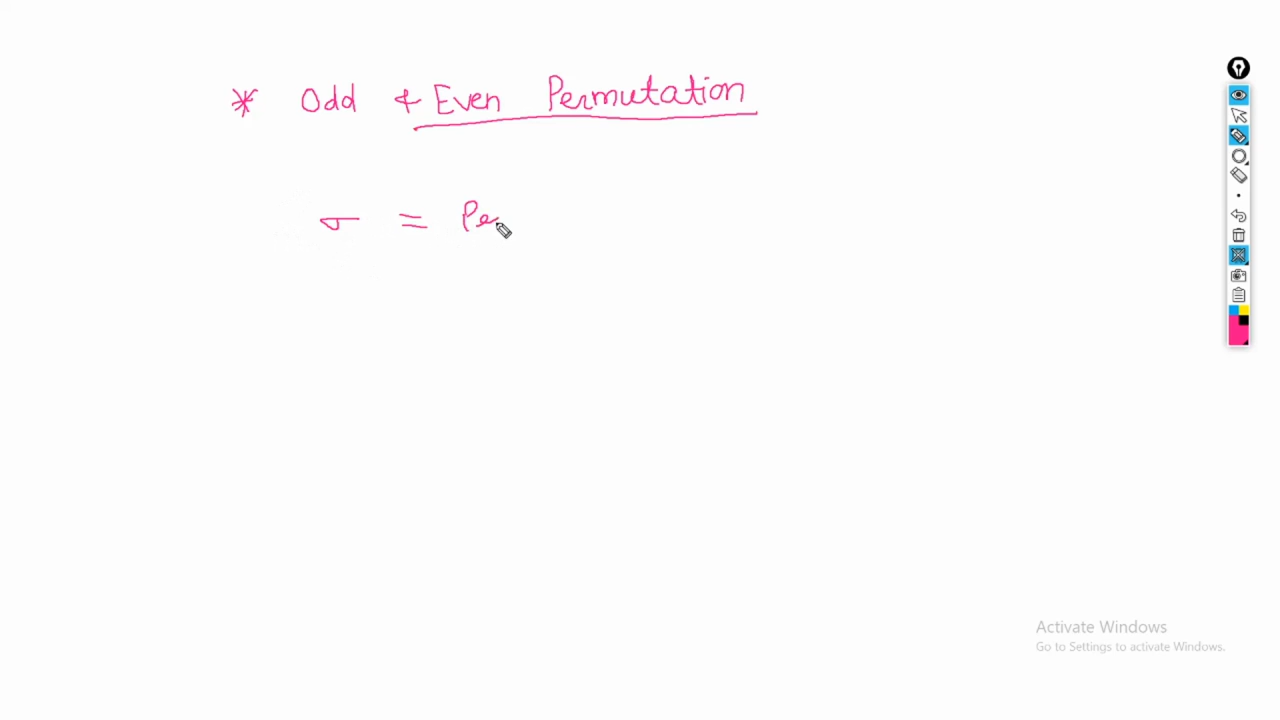 * Odd & Even Permutation
σ = Pe
Activate Windows
Go to Settings to activate Windows.